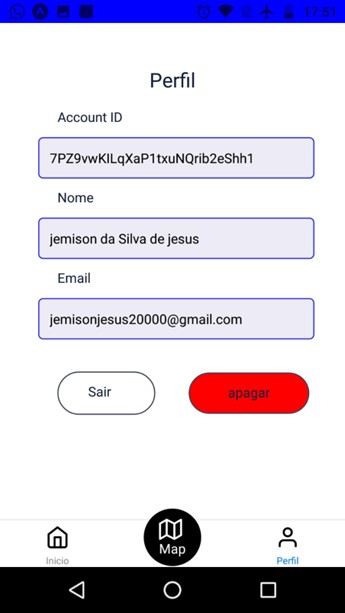 17:51
Perfil
Account ID
7PZ9vwKILqXaP1txuNQrib2eShh1
Nome
jemison da Silva de jesus
Email
jemisonjesus20000@gmail.com
Sair
apagar
Map
Inicio
Perfil